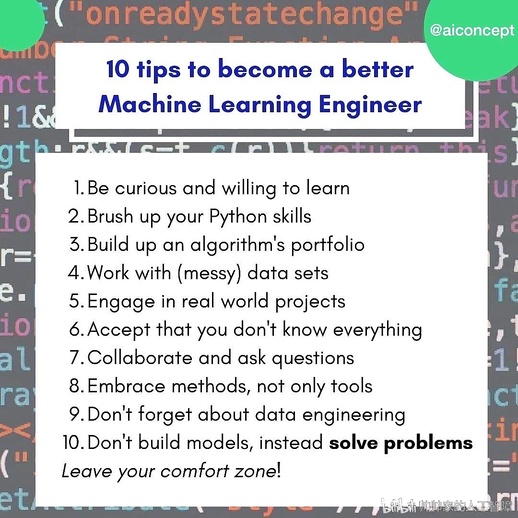 t("onreadystatechange"
@aiconcept
10 tips to become a better
Machine Learning Engineer
1. Be curious and willing to learn
2. Brush up your Python skills
3. Build up an algorithm's portfolio
4. Work with (messy) data sets
5. Engage in real world projects
6. Accept that you don't know everything
7. Collaborate and ask questions
8. Embrace methods, not only tools
9. Don't forget about data engineering
10. Don't build models, instead solve problems
Leave your comfort zone!
bilibili